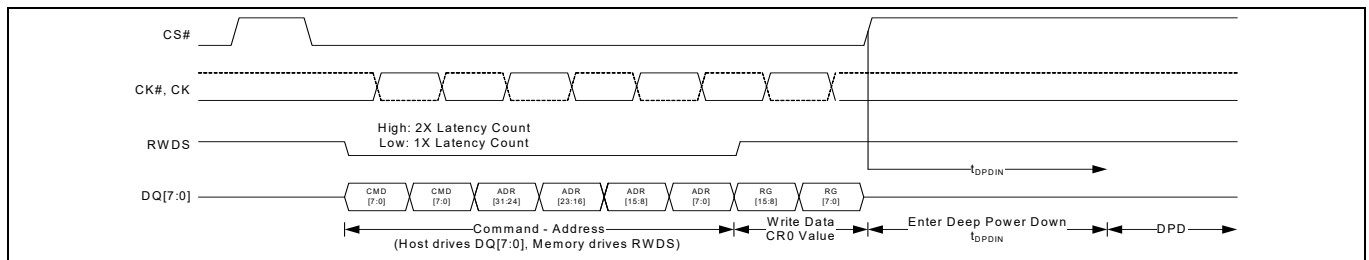 CS#
CK#, CK
High: 2X Latency Count
Low: 1X Latency Count
RWDS
tDPDIN
DQ[7:0]
CMD [7:0]
CMD [7:0]
ADR [31:24]
ADR [23:16]
ADR [15:8]
ADR [7:0]
RG [15:8]
RG [7:0]
Command - Address
(Host drives DQ[7:0], Memory drives RWDS)
Write Data
CR0 Value
Enter Deep Power Down
tDPDIN
DPD